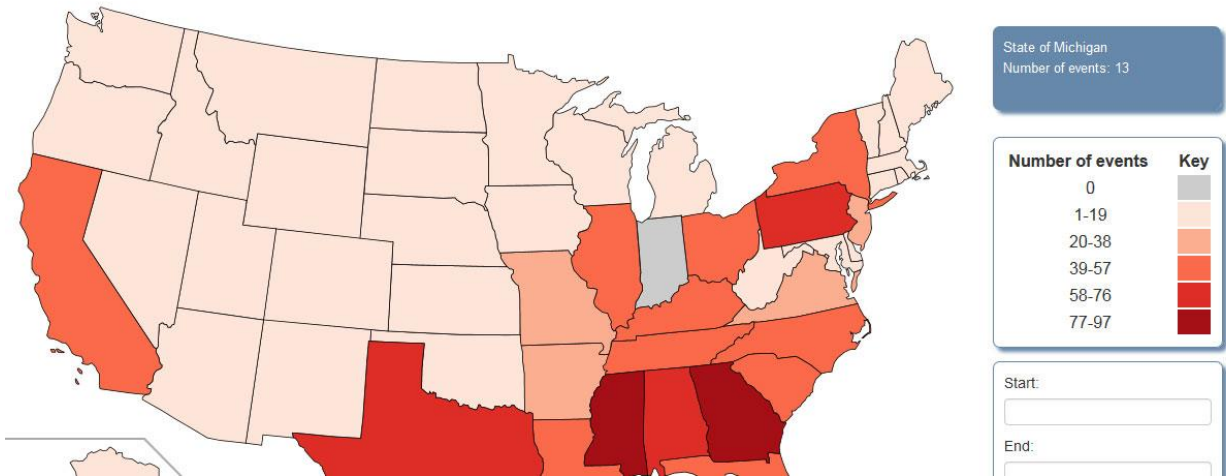 State of Michigan
Number of events: 13
Number of events Key
0
1-19
20-38
39-57
58-76
77-97
Start:
End: